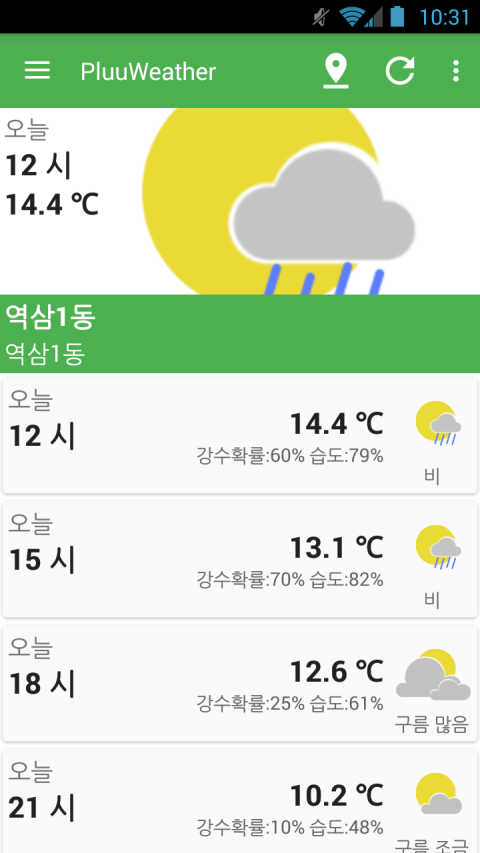 10:31
PluuWeather
오늘
12 시
14.4 ℃
역삼1동
역삼1동
오늘
12 시
14.4 ℃
강수확률:60% 습도:79%
비
오늘
15 시
13.1 ℃
강수확률:70% 습도:82%
비
오늘
18 시
12.6 ℃
강수확률:25% 습도:61%
구름 많음
오늘
21 시
10.2 ℃
강수확률:10% 습도:48%
구름 조금